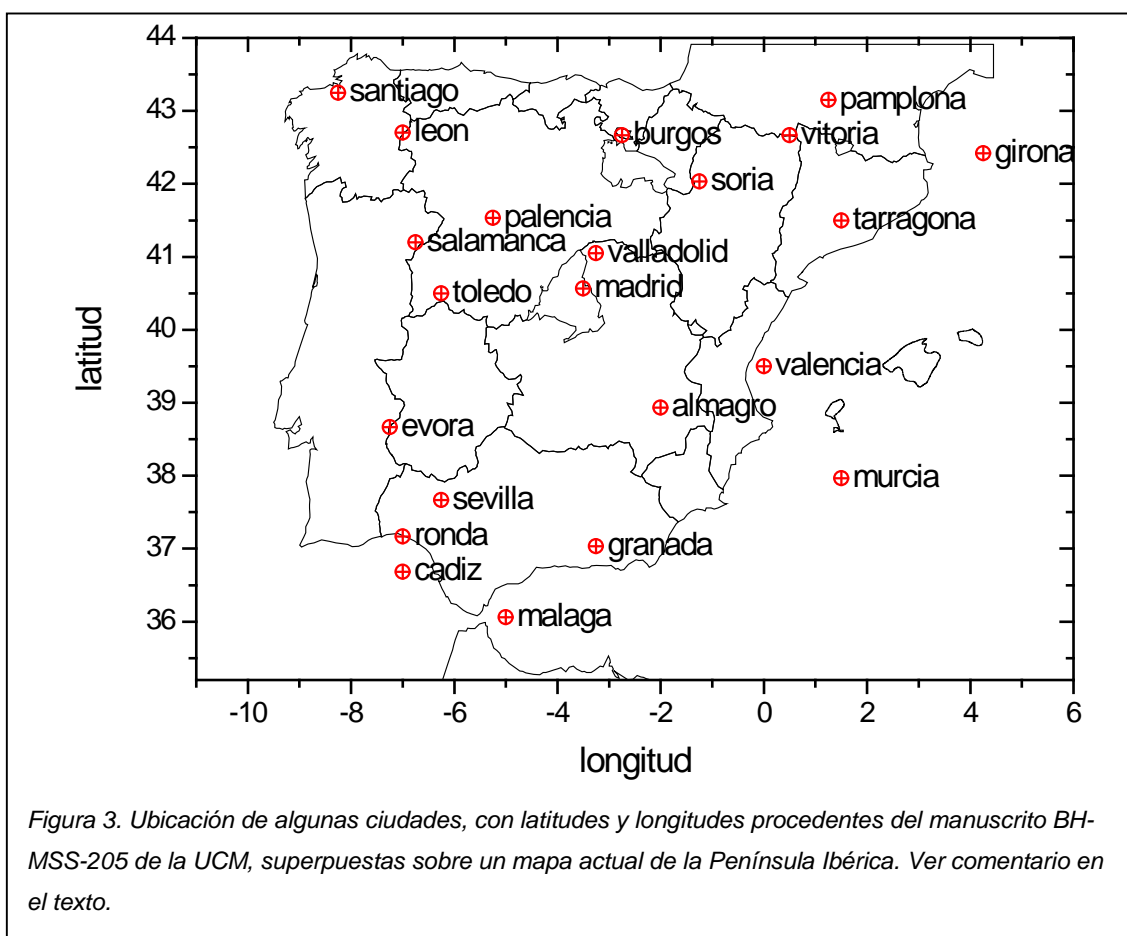 44
43
42
41
40
39
38
37
36
latitud
santiago
pamplona
leon
burgos
vitoria
girona
soria
palencia
tarragona
salamanca
valladolid
toledo
madrid
valencia
almagro
evora
murcia
sevilla
ronda
granada
cadiz
malaga
-10 -8 -6 -4 -2 0 2 4 6
longitud
Figura 3. Ubicación de algunas ciudades, con latitudes y longitudes procedentes del manuscrito BH-
MSS-205 de la UCM, superpuestas sobre un mapa actual de la Península Ibérica. Ver comentario en
el texto.